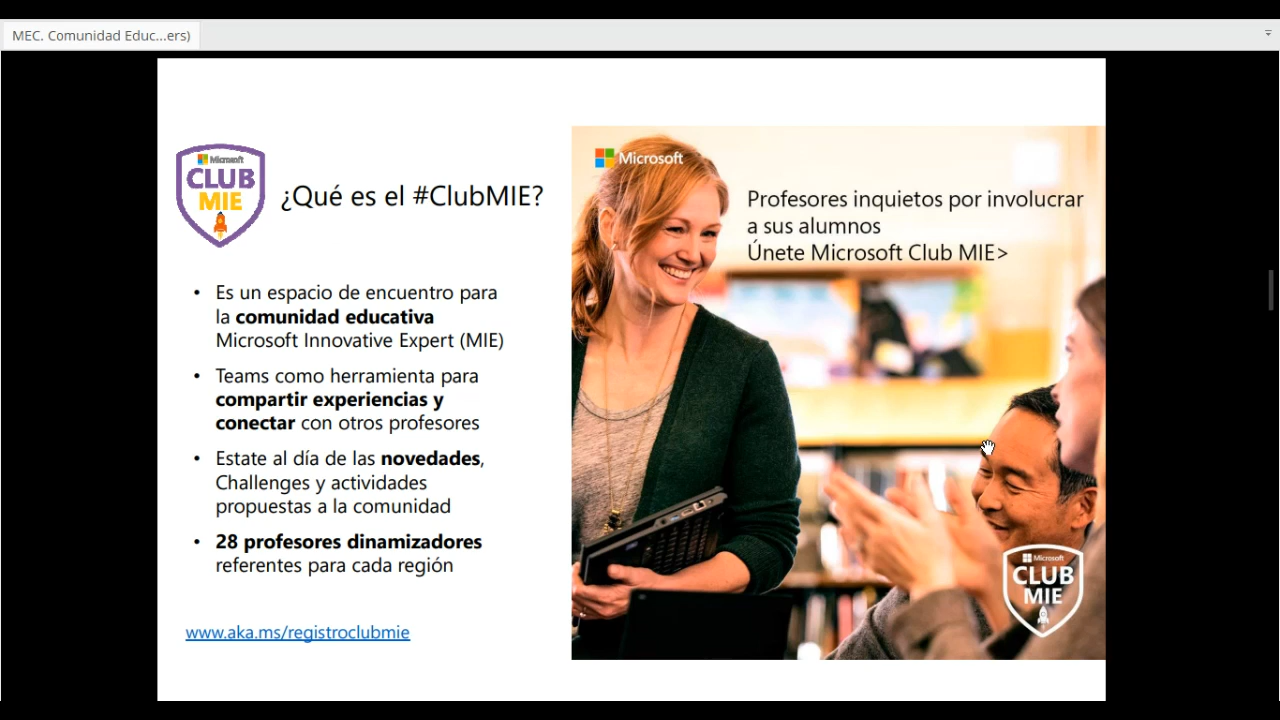 MEC. Comunidad Educ...ers)
Microsoft
CLUB
MIE
¿Qué es el #ClubMIE?
• Es un espacio de encuentro para
la comunidad educativa
Microsoft Innovative Expert (MIE)
• Teams como herramienta para
compartir experiencias y
conectar con otros profesores
• Estate al día de las novedades,
Challenges y actividades
propuestas a la comunidad
• 28 profesores dinamizadores
referentes para cada región
www.aka.ms/registroclubmie
Microsoft
Profesores inquietos por involucrar
a sus alumnos
Únete Microsoft Club MIE>
Microsoft
CLUB
MIE